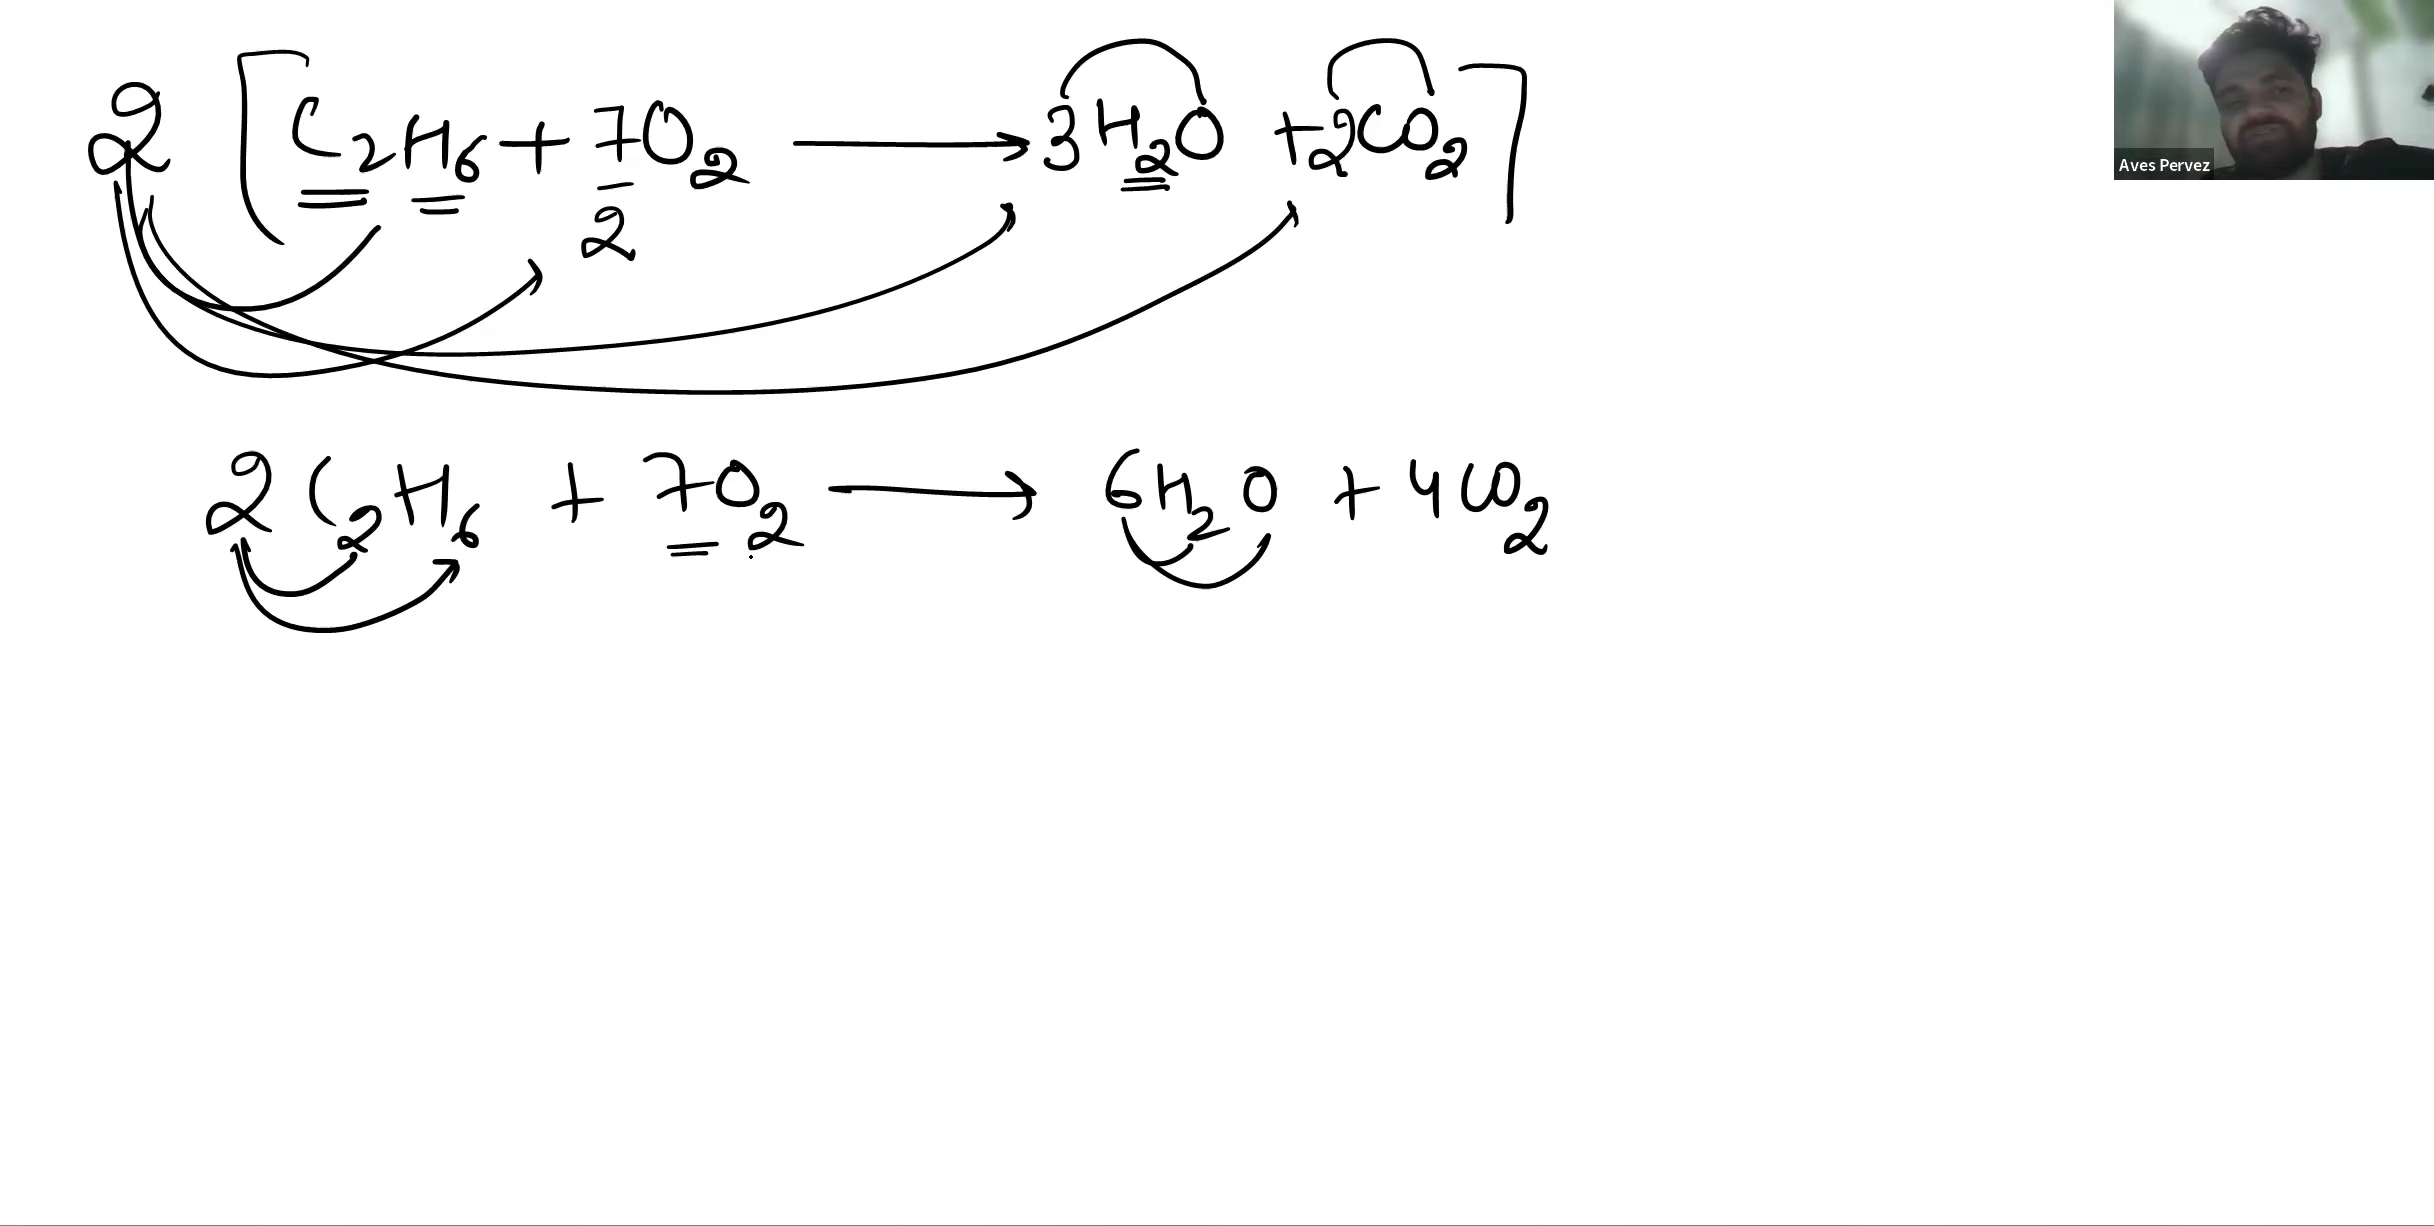 2 [C₂H₆ + 7/2 O₂ ⟶ 3H₂O + 2CO₂]
2C₂H₆ + 7O₂ ⟶ 6H₂O + 4CO₂
Aves Pervez